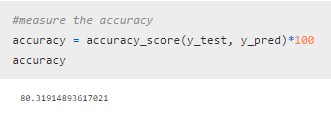 #measure the accuracy
accuracy = accuracy_score(y_test, y_pred)*100
accuracy
80.31914893617021